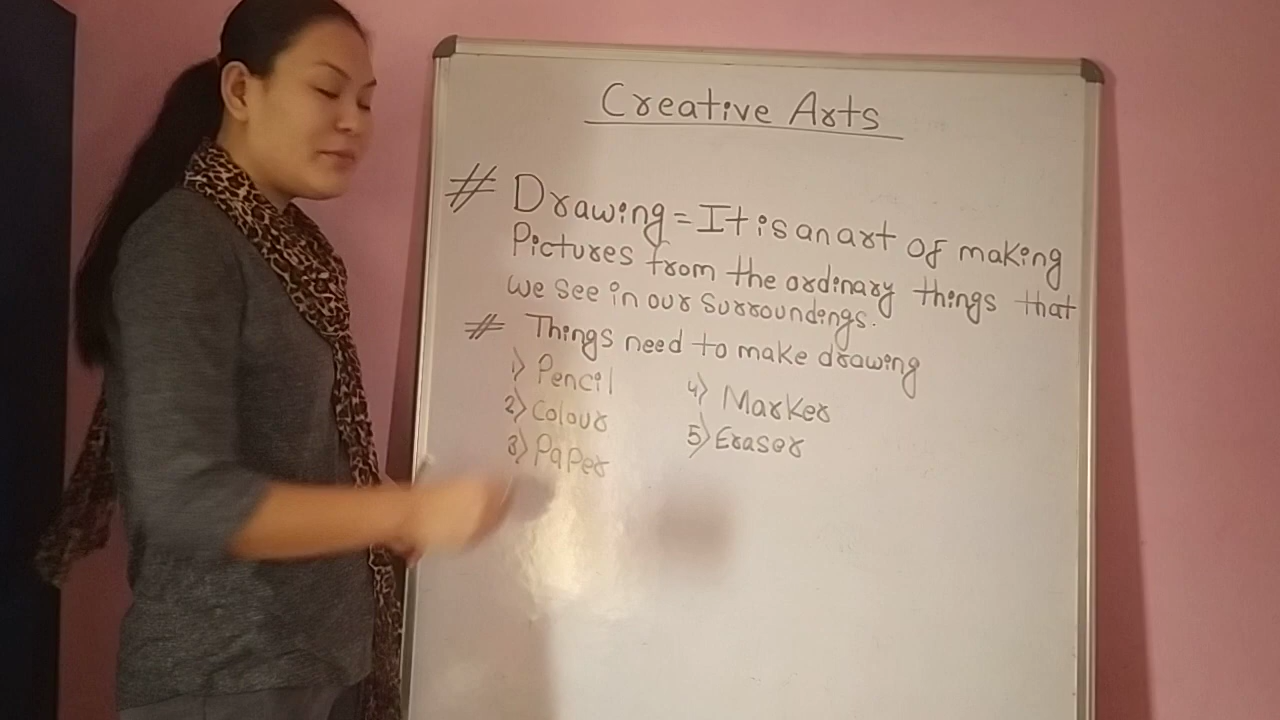 Creative Arts
# Drawing = It is an art of making
Pictures from the ordinary things that
we see in our surroundings.
# Things need to make drawing
1) Pencil 4) Marker
2) Colour 5) Eraser
3) Paper